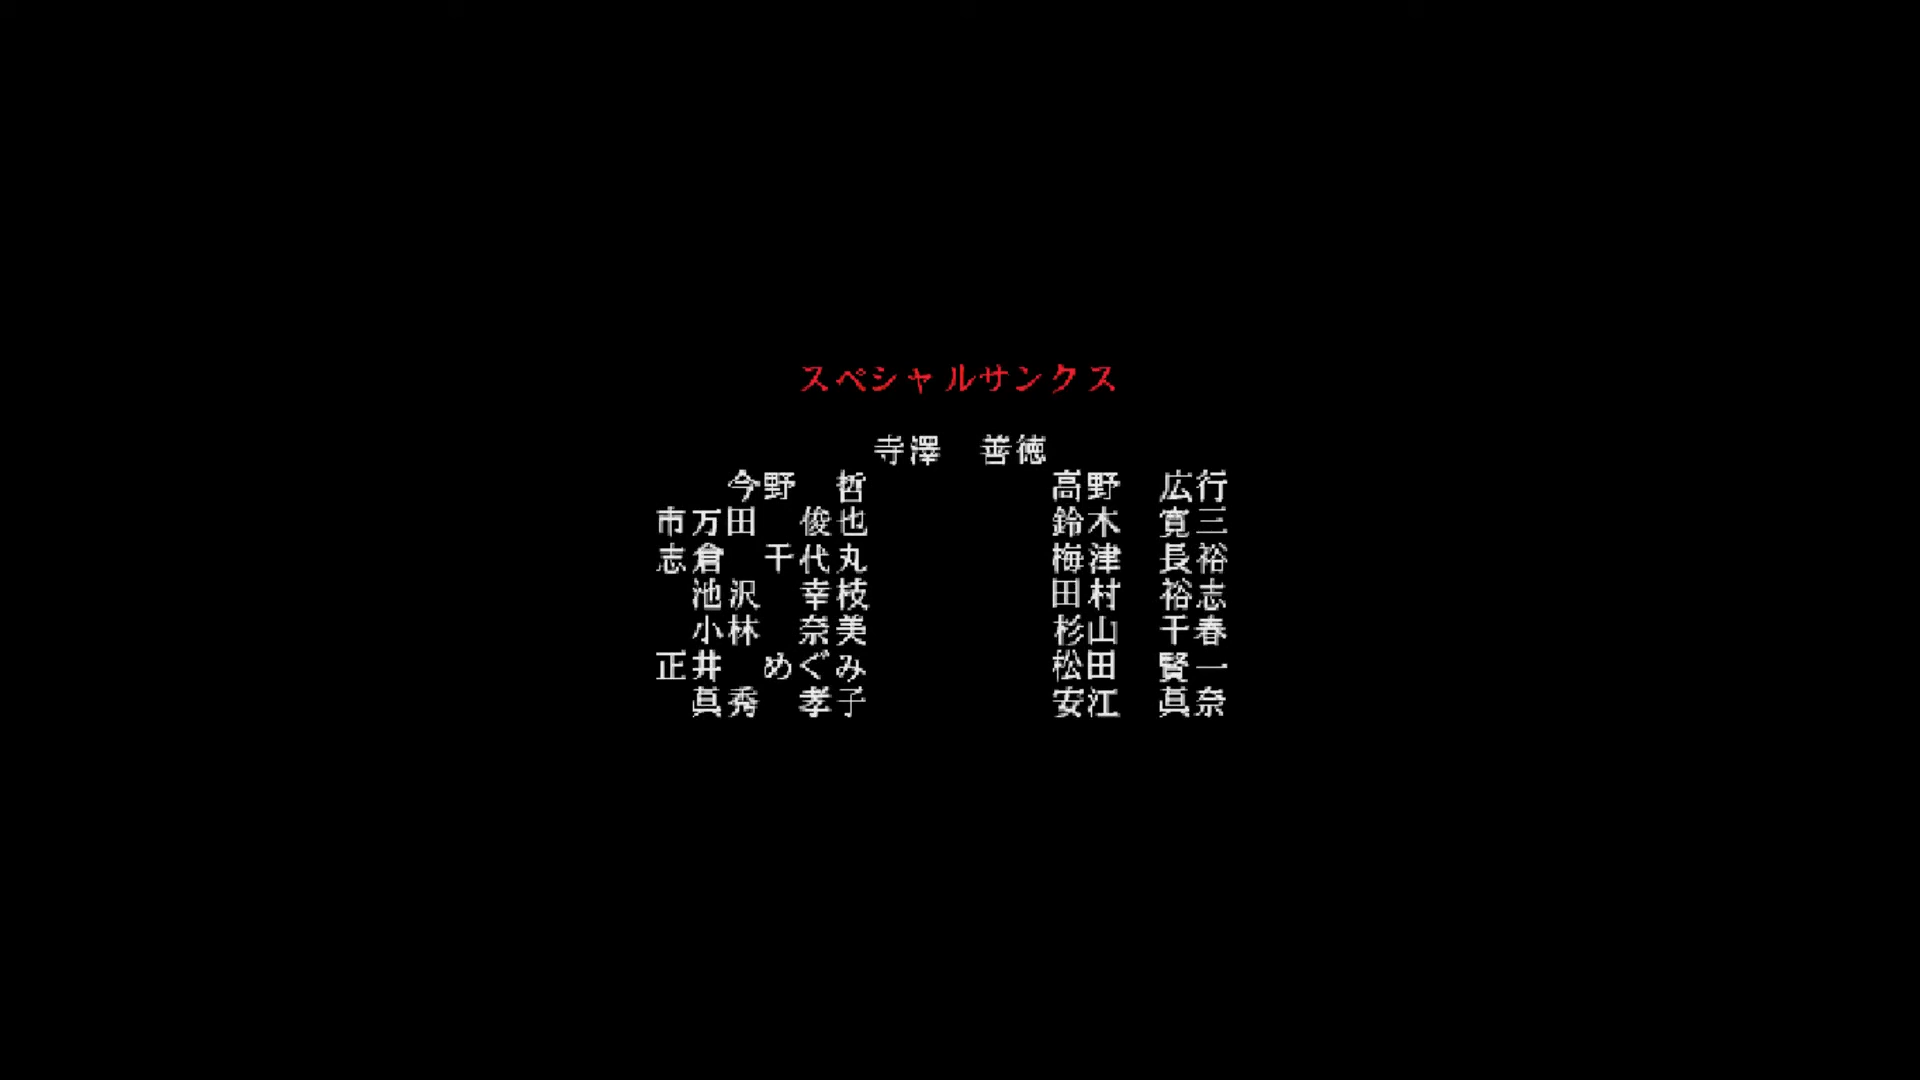 スペシャルサンクス
寺澤 善徳
今野 哲 高野 広行
市万田 俊也 鈴木 寛三
志倉 千代丸 梅津 長裕
池沢 幸枝 田村 裕志
小林 奈美 杉山 千春
正井 めぐみ 松田 賢一
真秀 孝子 安江 真奈